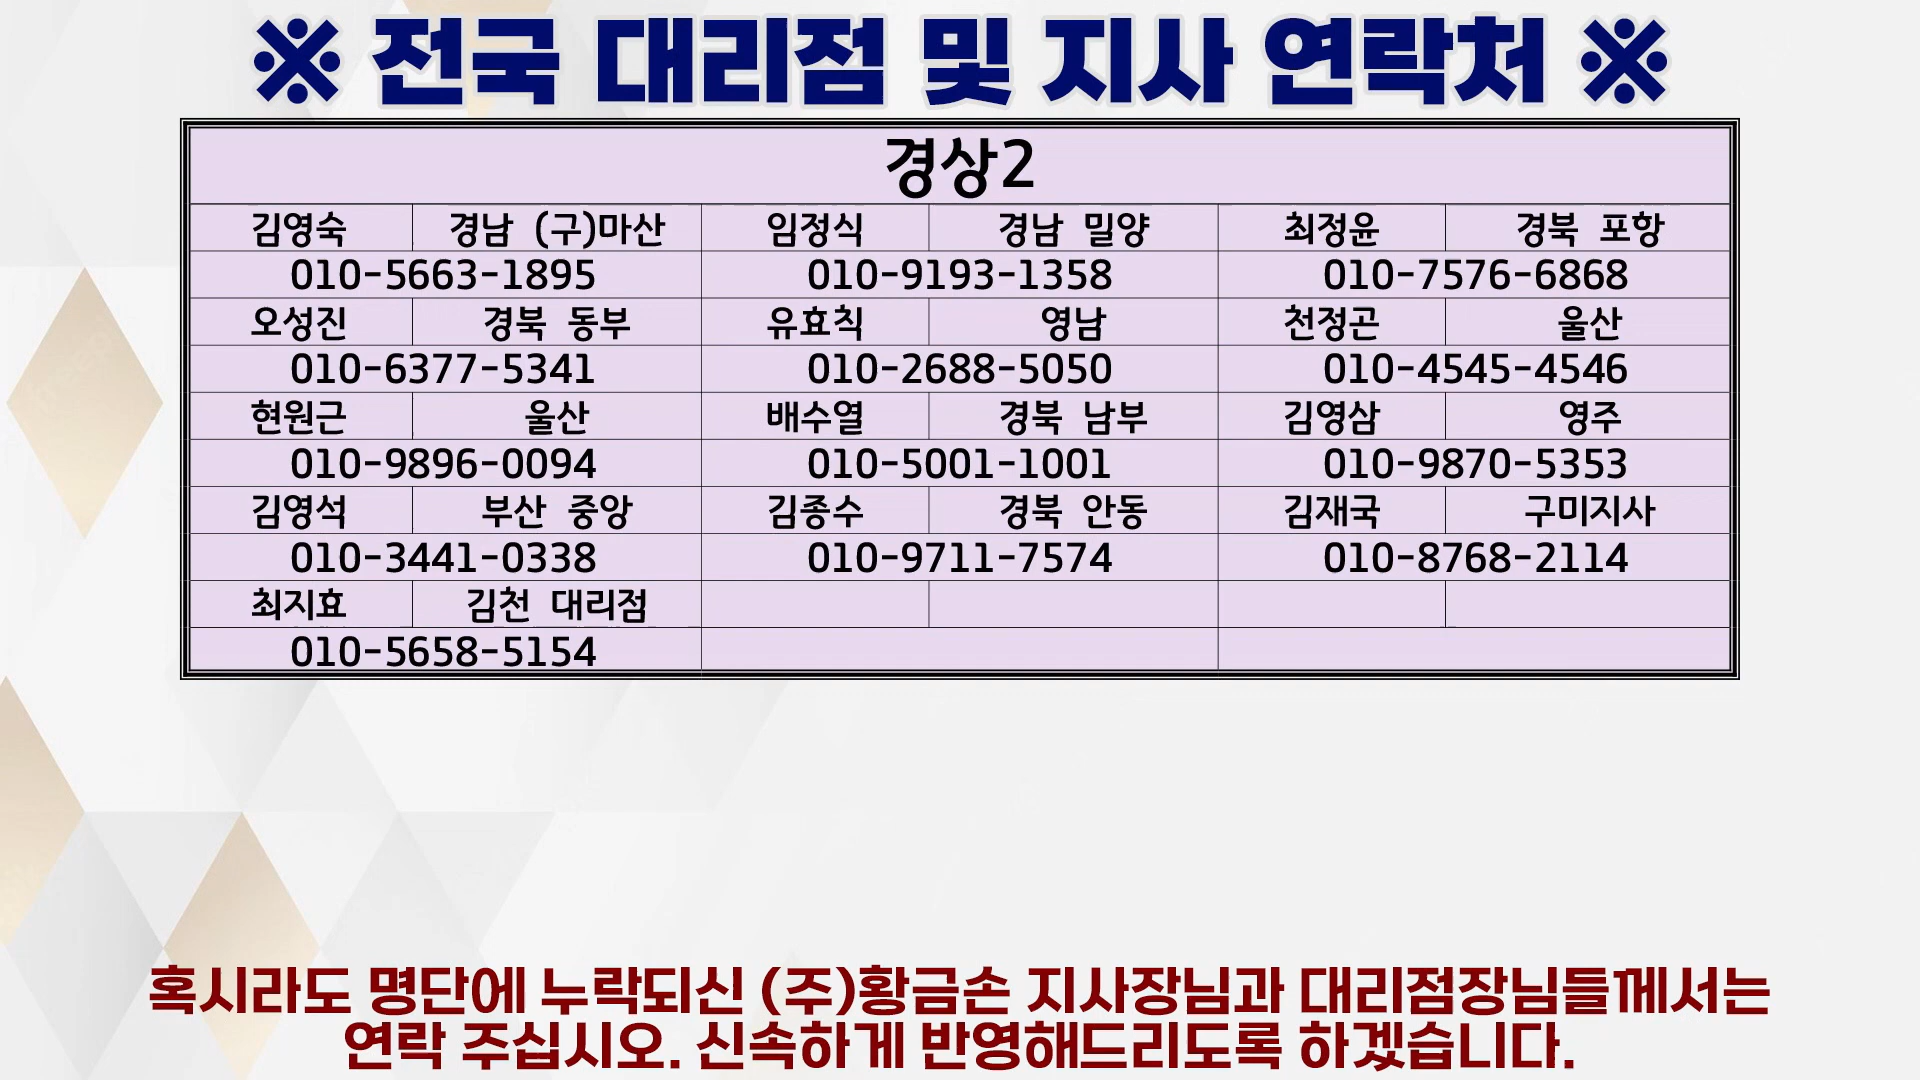 ※ 전국 대리점 및 지사 연락처 ※
경상2
김영숙 경남 (구)마산 임정식 경남 밀양 최정윤 경북 포항
010-5663-1895 010-9193-1358 010-7576-6868
오성진 경북 동부 유효칙 영남 천정곤 울산
010-6377-5341 010-2688-5050 010-4545-4546
현원근 울산 배수열 경북 남부 김영삼 영주
010-9896-0094 010-5001-1001 010-9870-5353
김영석 부산 중앙 김종수 경북 안동 김재국 구미지사
010-3441-0338 010-9711-7574 010-8768-2114
최지효 김천 대리점
010-5658-5154
혹시라도 명단에 누락되신 (주)황금손 지사장님과 대리점장님들께서는
연락 주십시오. 신속하게 반영해드리도록 하겠습니다.